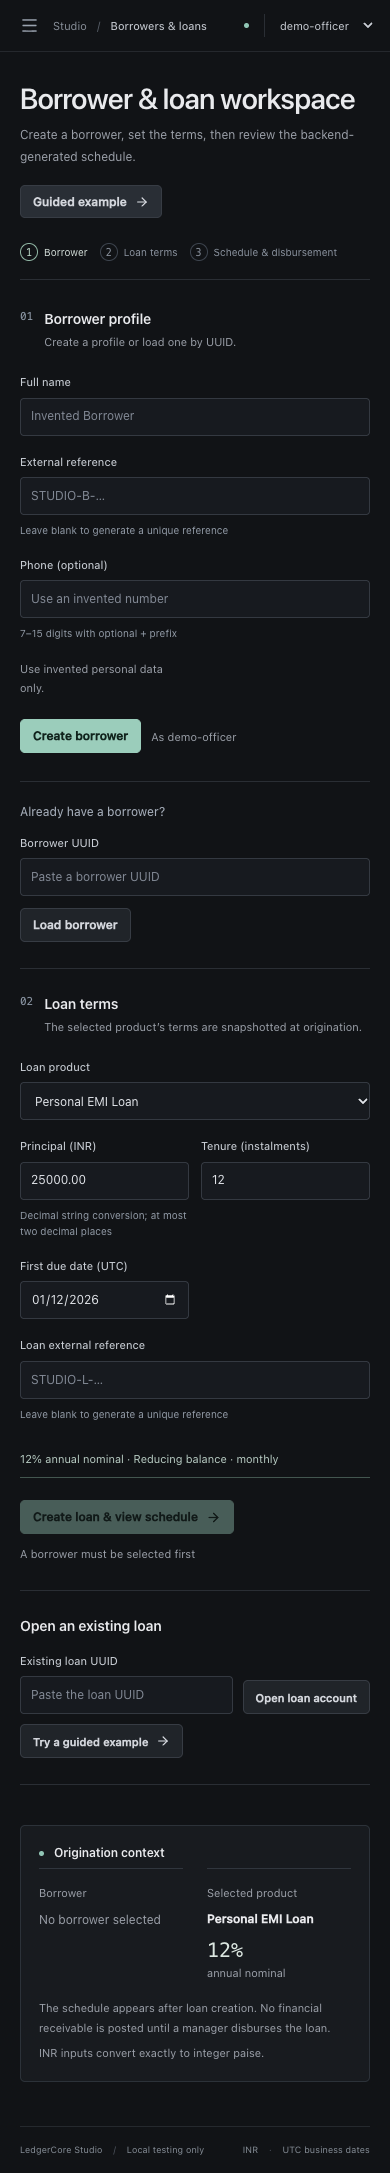 Studio / Borrowers & loans demo-officer
Borrower & loan workspace
Create a borrower, set the terms, then review the backend-
generated schedule.
Guided example →
1 Borrower 2 Loan terms 3 Schedule & disbursement
01 Borrower profile
Create a profile or load one by UUID.
Full name
Invented Borrower
External reference
STUDIO-B-…
Leave blank to generate a unique reference
Phone (optional)
Use an invented number
7–15 digits with optional + prefix
Use invented personal data
only.
Create borrower As demo-officer
Already have a borrower?
Borrower UUID
Paste a borrower UUID
Load borrower
02 Loan terms
The selected product's terms are snapshotted at origination.
Loan product
Personal EMI Loan
Principal (INR) Tenure (instalments)
25000.00 12
Decimal string conversion; at most
two decimal places
First due date (UTC)
01/12/2026
Loan external reference
STUDIO-L-…
Leave blank to generate a unique reference
12% annual nominal · Reducing balance · monthly
Create loan & view schedule →
A borrower must be selected first
Open an existing loan
Existing loan UUID
Paste the loan UUID Open loan account
Try a guided example →
Origination context
Borrower Selected product
No borrower selected Personal EMI Loan
12%
annual nominal
The schedule appears after loan creation. No financial
receivable is posted until a manager disburses the loan.
INR inputs convert exactly to integer paise.
LedgerCore Studio / Local testing only INR · UTC business dates